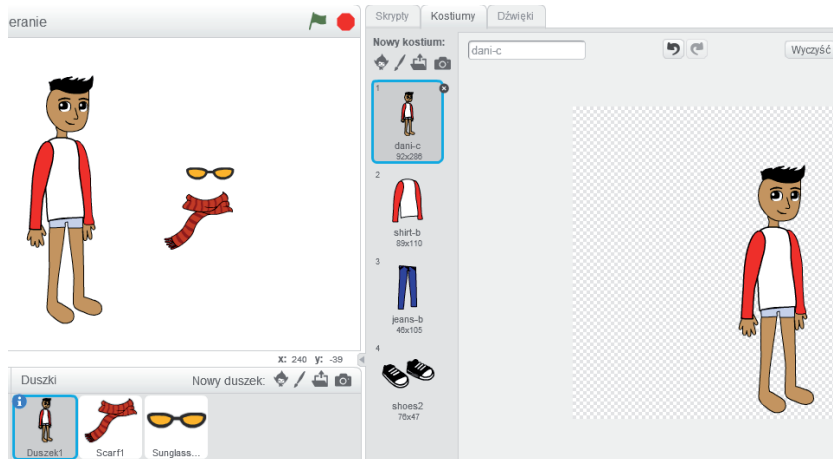 eranie
x: 240 y: -39
Duszki
Nowy duszek:
Duszek1
Scarf1
Sunglass...
Skrypty
Kostiumy
Dźwięki
Nowy kostium:
1
dani-c
92x286
2
shirt-b
89x110
3
jeans-b
46x105
4
shoes2
76x47
dani-c
Wyczyść